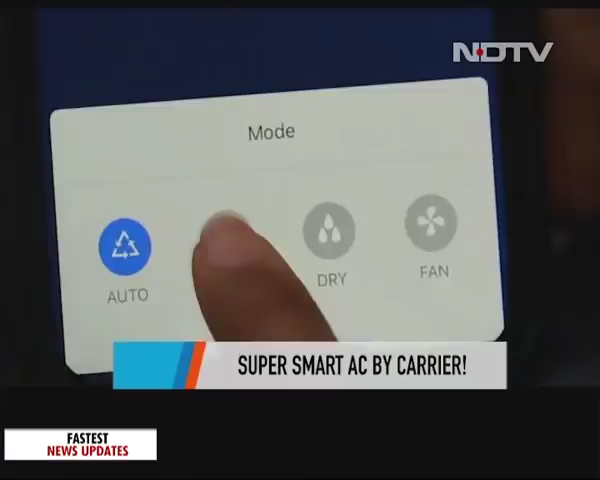 NDTV
Mode
AUTO
DRY
FAN
SUPER SMART AC BY CARRIER!
FASTEST
NEWS UPDATES